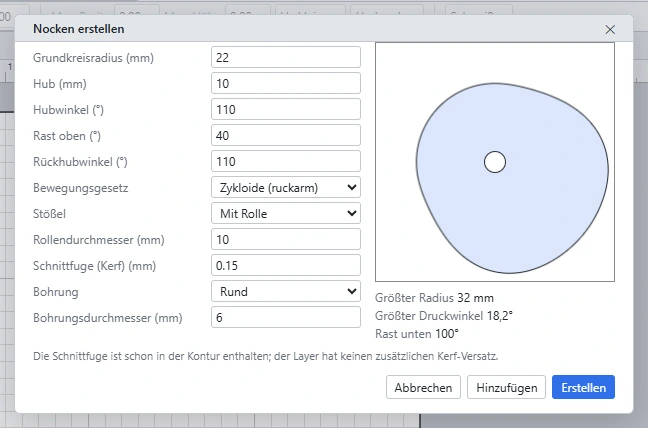 Nocken erstellen
Grundkreisradius (mm) 22
Hub (mm) 10
Hubwinkel (°) 110
Rast oben (°) 40
Rückhubwinkel (°) 110
Bewegungsgesetz Zykloide (ruckarm)
Stößel Mit Rolle
Rollendurchmesser (mm) 10
Schnittfuge (Kerf) (mm) 0.15
Bohrung Rund
Bohrungsdurchmesser (mm) 6
Größter Radius 32 mm
Größter Druckwinkel 18,2°
Rast unten 100°
Die Schnittfuge ist schon in der Kontur enthalten; der Layer hat keinen zusätzlichen Kerf-Versatz.
Abbrechen Hinzufügen Erstellen